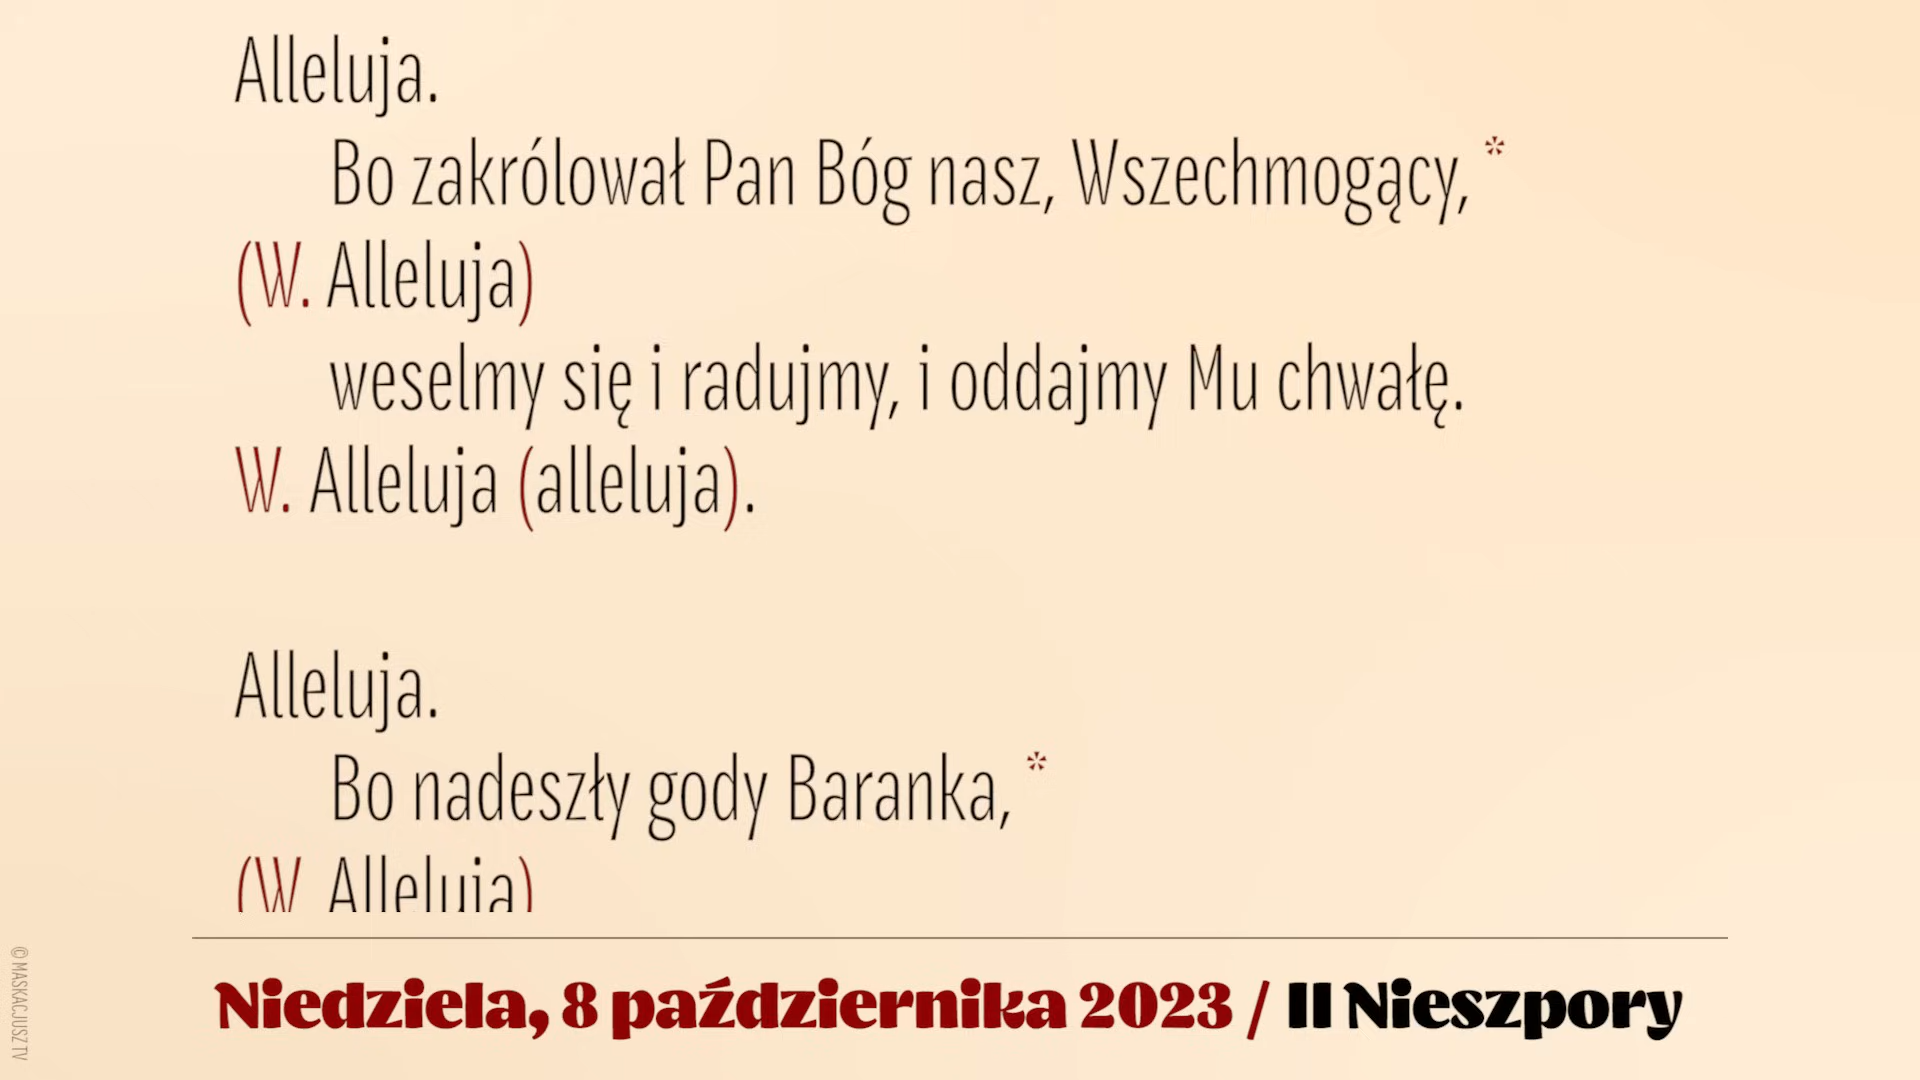 Alleluja.
Bo zakrólował Pan Bóg nasz, Wszechmogący, *
(W. Alleluja)
weselmy się i radujmy, i oddajmy Mu chwałę.
W. Alleluja (alleluja).
Alleluja.
Bo nadeszły gody Baranka, *
(W. Alleluja)
Niedziela, 8 października 2023 / II Nieszpory
© MASKACJUSZ TV